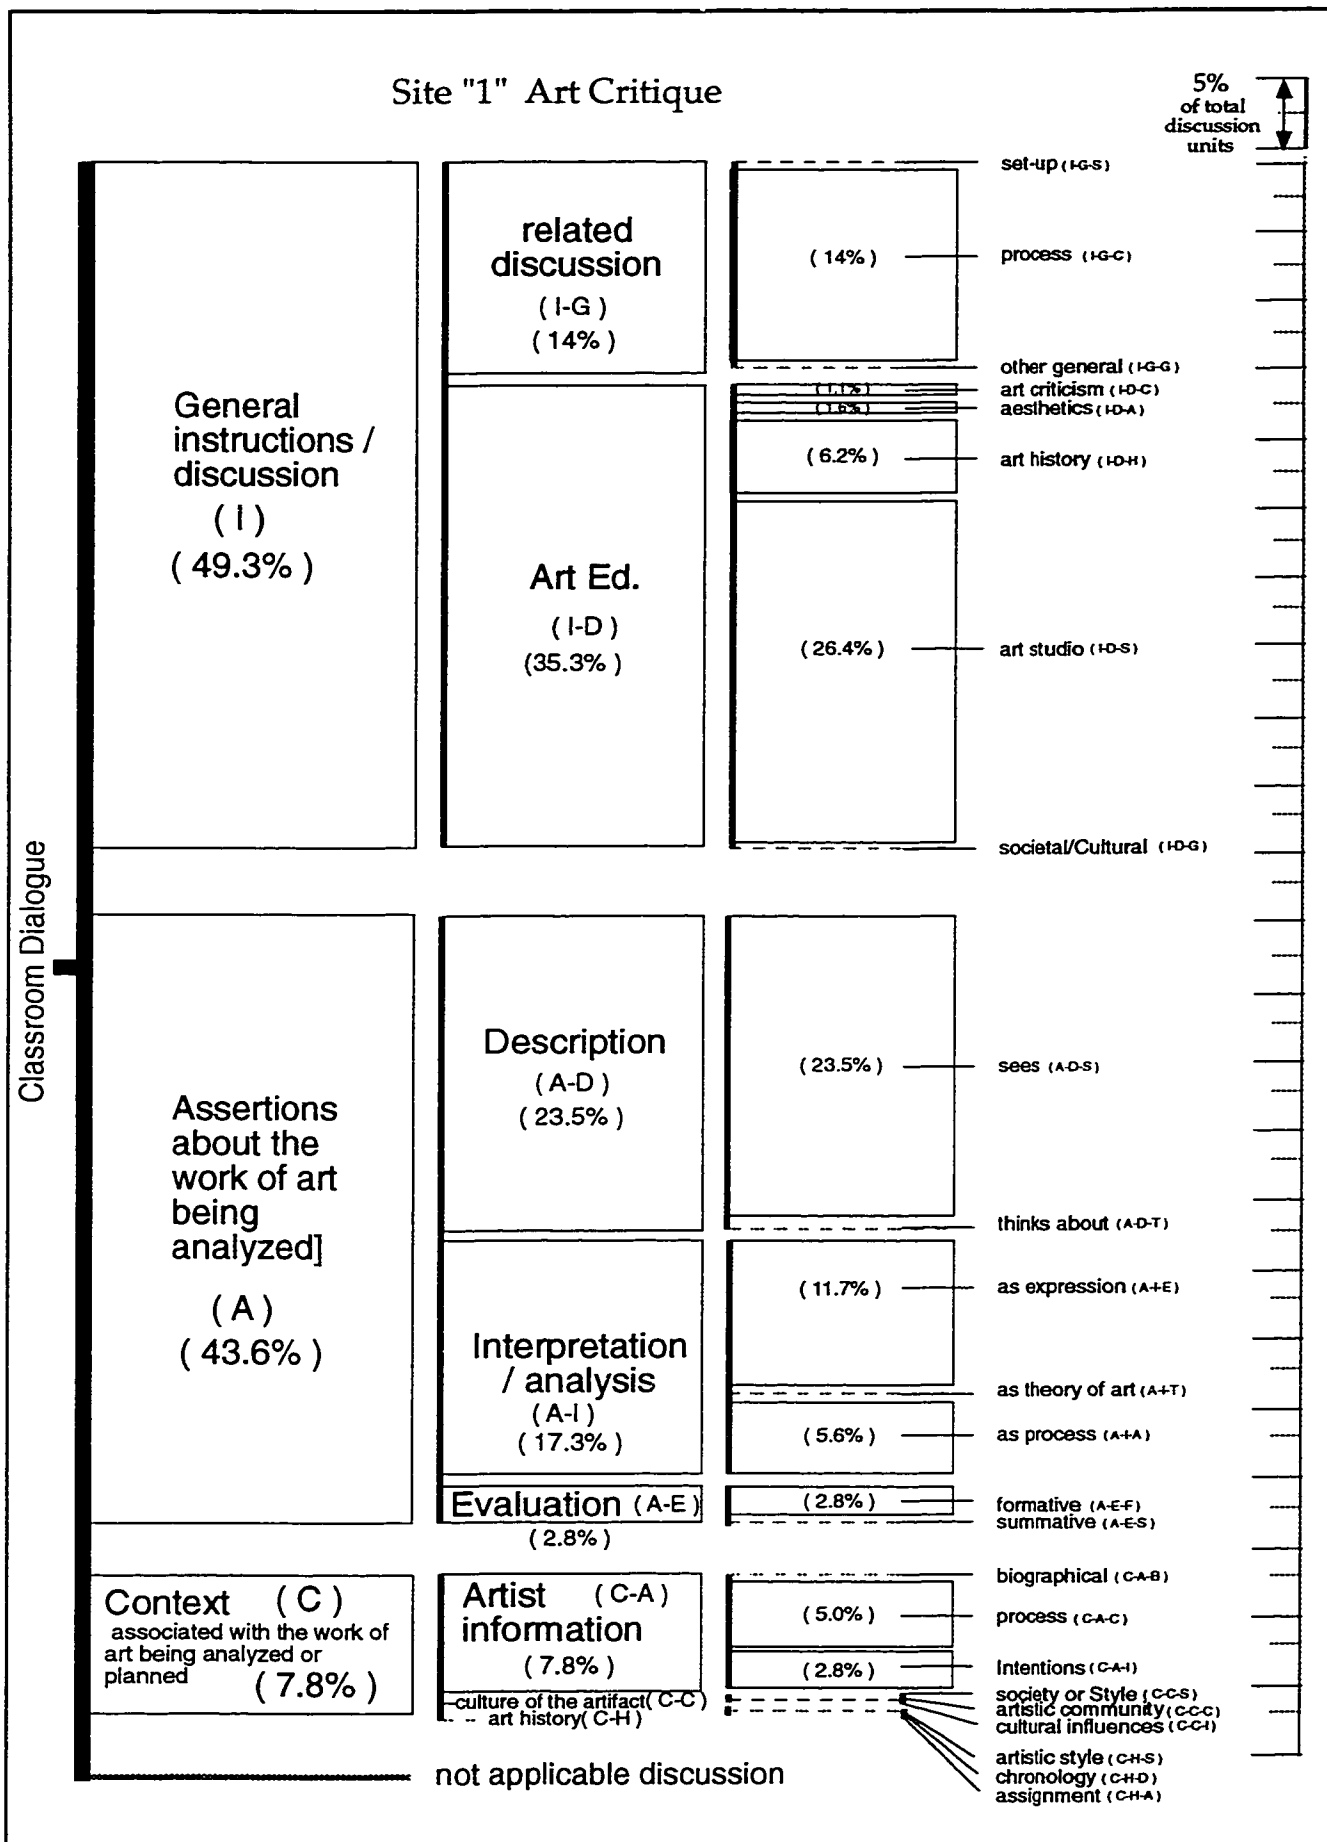 Site "1" Art Critique
5%
of total
discussion
units
Classroom Dialogue
General
instructions /
discussion
( I )
( 49.3% )
related
discussion
( I-G )
( 14% )
( 14% )
set-up ( I-G-S )
process ( I-G-C )
other general ( I-G-G )
Art Ed.
( I-D )
(35.3% )
(1.1%)
art criticism ( I-D-C )
(1.6%)
aesthetics ( I-D-A )
( 6.2% )
art history ( I-D-H )
( 26.4% )
art studio ( I-D-S )
societal/Cultural ( I-D-G )
Assertions
about the
work of art
being
analyzed]
( A )
( 43.6% )
Description
( A-D )
( 23.5% )
( 23.5% )
sees ( A-D-S )
thinks about ( A-D-T )
Interpretation
/ analysis
( A-I )
( 17.3% )
( 11.7% )
as expression ( A-I-E )
as theory of art ( A-I-T )
( 5.6% )
as process ( A-I-A )
Evaluation ( A-E )
( 2.8% )
( 2.8% )
formative ( A-E-F )
summative ( A-E-S )
Context ( C )
associated with the work of
art being analyzed or
planned ( 7.8% )
Artist ( C-A )
information
( 7.8% )
biographical ( C-A-B )
( 5.0% )
process ( C-A-C )
( 2.8% )
Intentions ( C-A-I )
culture of the artifact( C-C )
art history( C-H )
society or Style ( C-C-S )
artistic community ( C-C-C )
cultural influences ( C-C-I )
artistic style ( C-H-S )
chronology ( C-H-D )
assignment ( C-H-A )
not applicable discussion